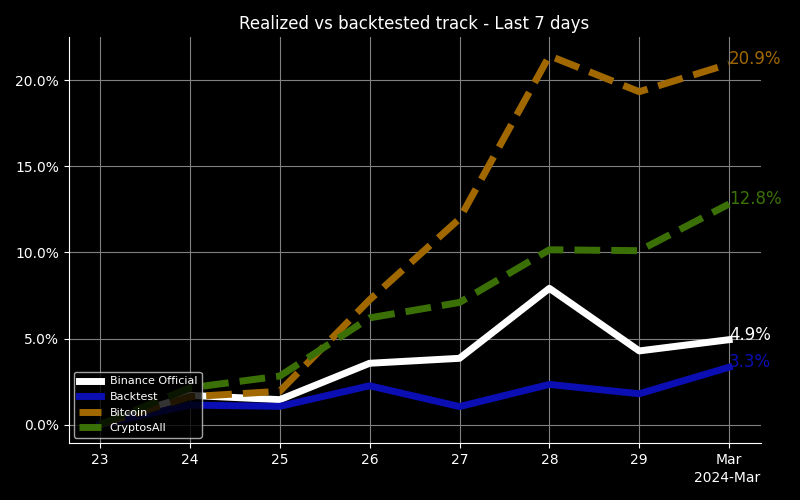 Realized vs backtested track - Last 7 days
20.0%
15.0%
10.0%
5.0%
0.0%
20.9%
12.8%
4.9%
3.3%
Binance Official
Backtest
Bitcoin
CryptosAll
23 24 25 26 27 28 29 Mar
2024-Mar